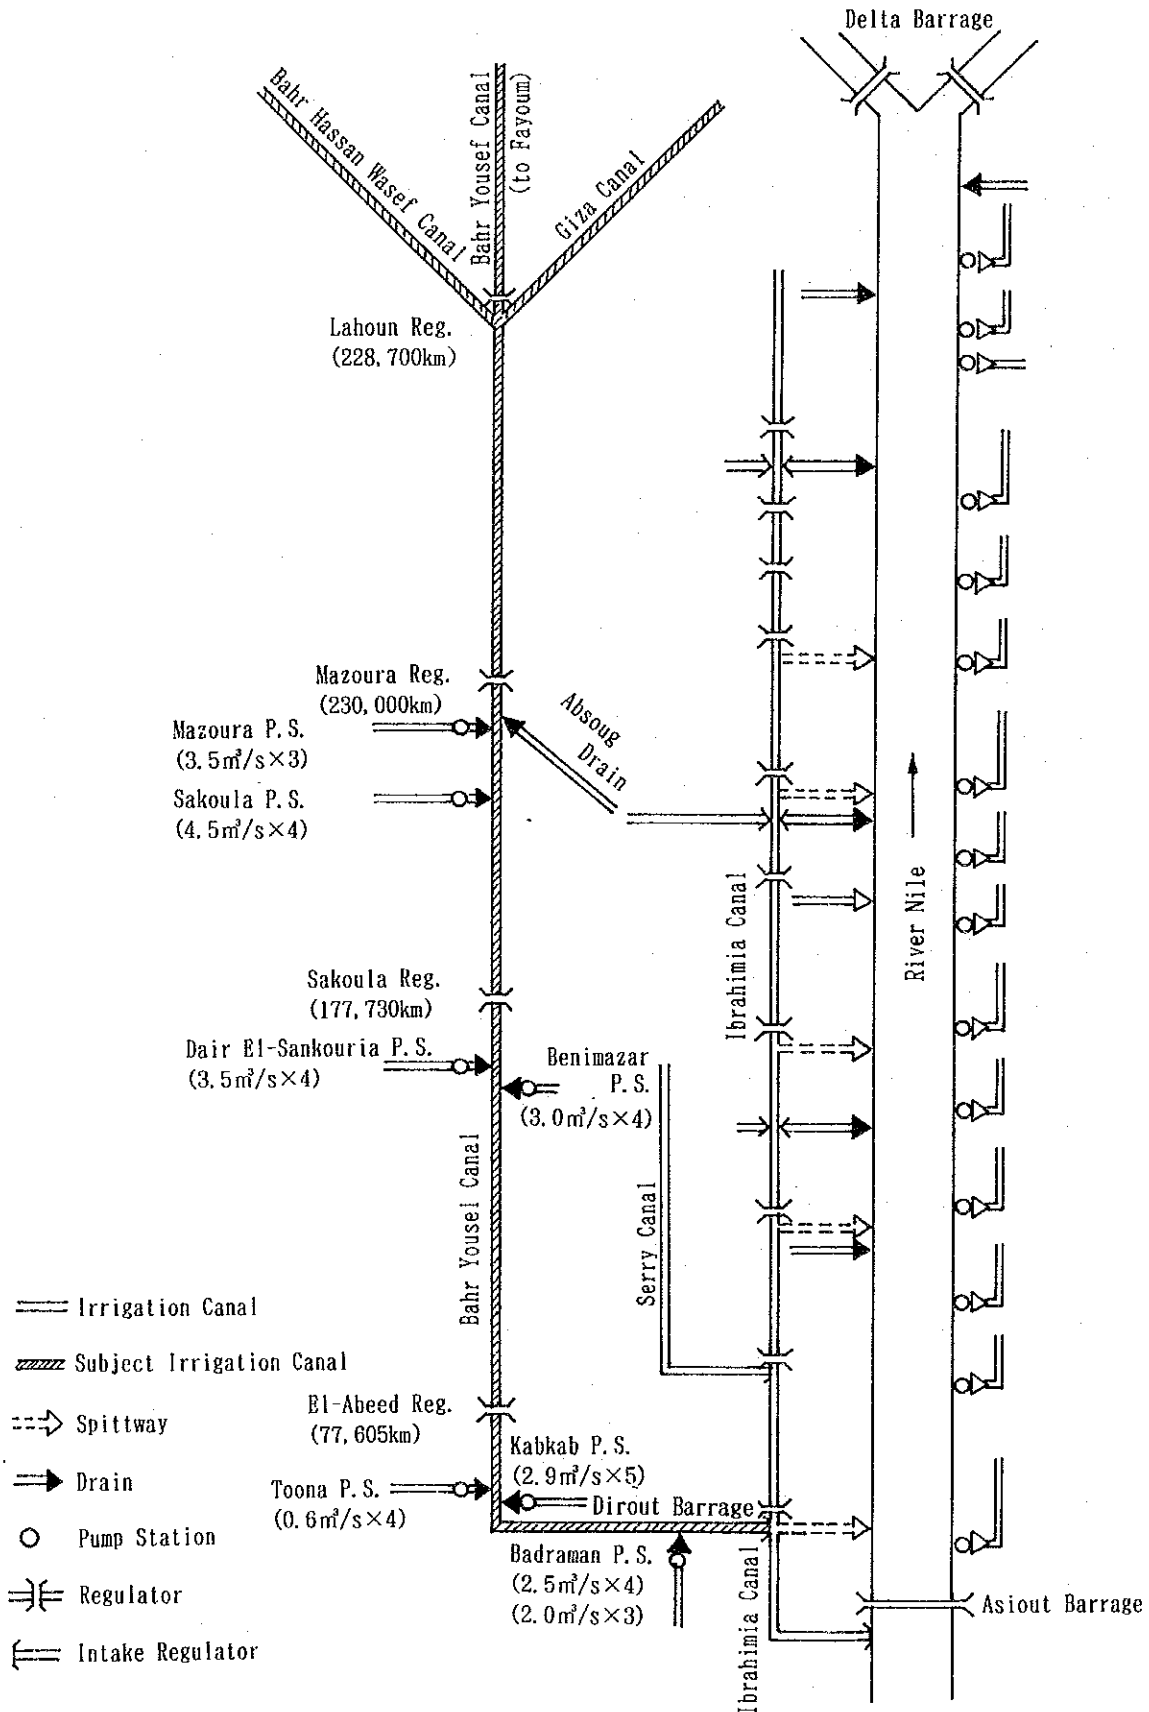 Delta Barrage
Bahr Hassan Wasef Canal
Bahr Yousef Canal
(to Fayoum)
Giza Canal
Lahoun Reg.
(228,700km)
Mazoura Reg.
(230,000km)
Mazoura P.S.
(3.5m³/s×3)
Sakoula P.S.
(4.5m³/s×4)
Absoug
Drain
Ibrahimia Canal
River Nile
Sakoula Reg.
(177,730km)
Dair El-Sankouria P.S.
(3.5m³/s×4)
Benimazar
P.S.
(3.0m³/s×4)
Bahr Yousel Canal
Serry Canal
El-Abeed Reg.
(77,605km)
Toona P.S.
(0.6m³/s×4)
Kabkab P.S.
(2.9m³/s×5)
Dirout Barrage
Badraman P.S.
(2.5m³/s×4)
(2.0m³/s×3)
Ibrahimia Canal
Asiout Barrage
Irrigation Canal
Subject Irrigation Canal
Spittway
Drain
Pump Station
Regulator
Intake Regulator